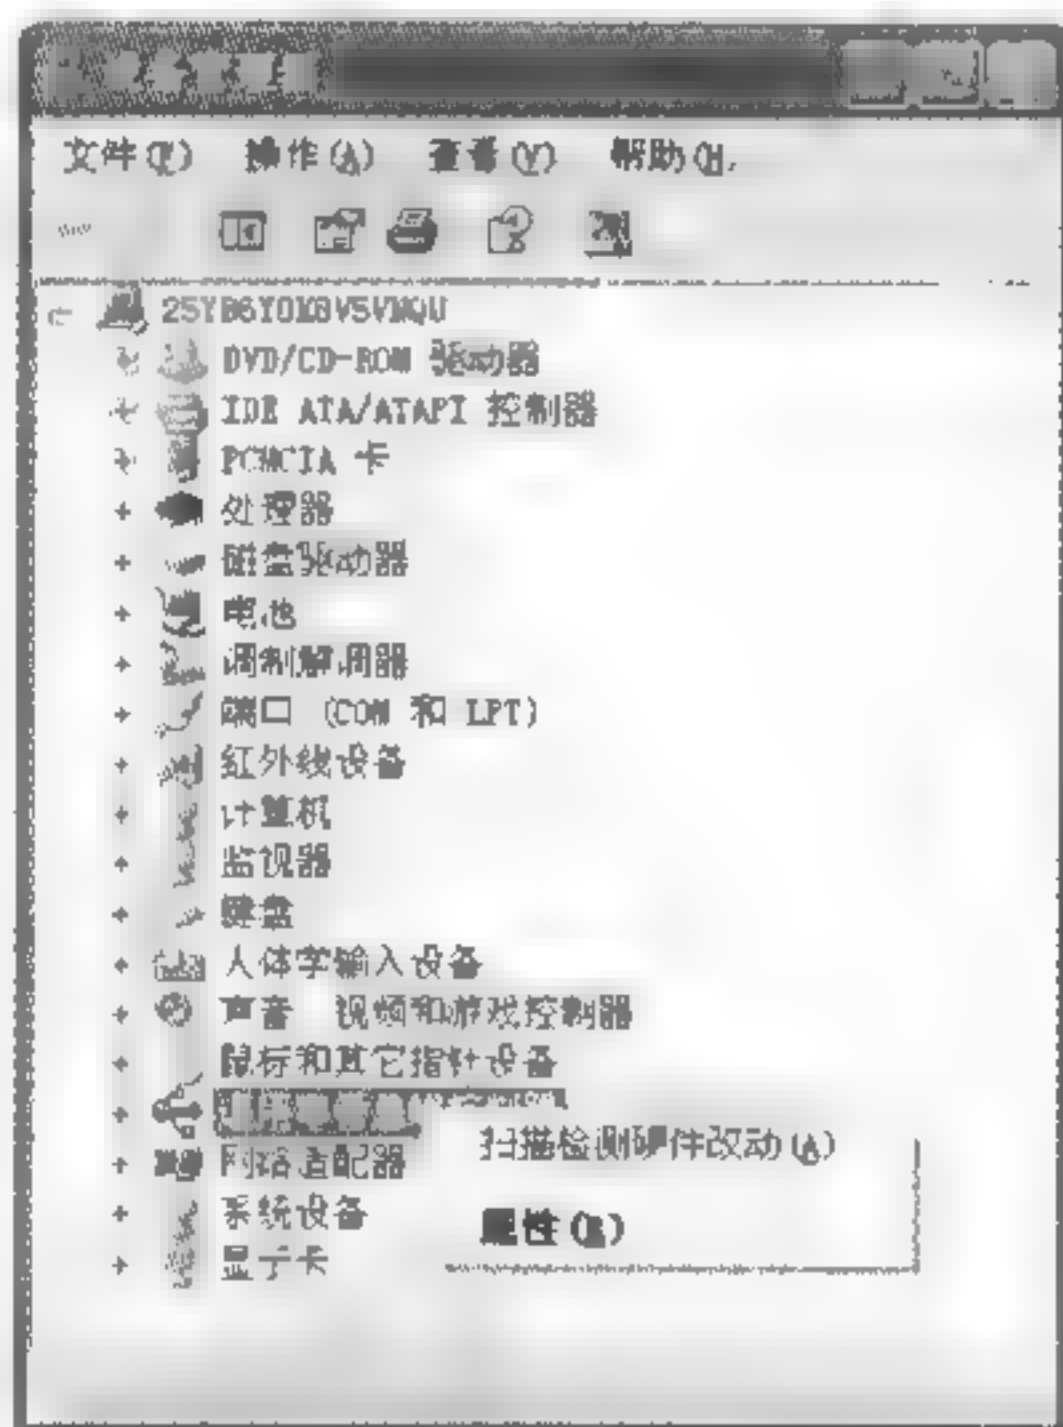 文件(F) 操作(A) 查看(V) 帮助(H)
DVD/CD-ROM 驱动器
IDE ATA/ATAPI 控制器
PCMCIA 卡
处理器
磁盘驱动器
电池
调制解调器
端口 (COM 和 LPT)
红外线设备
计算机
监视器
键盘
人体学输入设备
声音 视频和游戏控制器
鼠标和其它指针设备
网络适配器
扫描检测硬件改动(A)
系统设备
属性(R)
显示卡